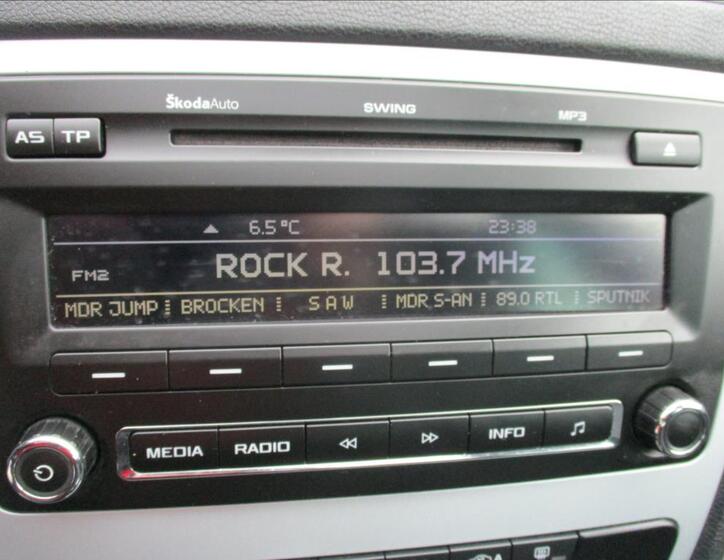 ŠkodaAuto SWING MP3
AS TP
6.5°C 23:38
FM2 ROCK R. 103.7 MHz
MDR JUMP BROCKEN SAW MDR S-AN 89.0 RTL SPUTNIK
MEDIA RADIO INFO